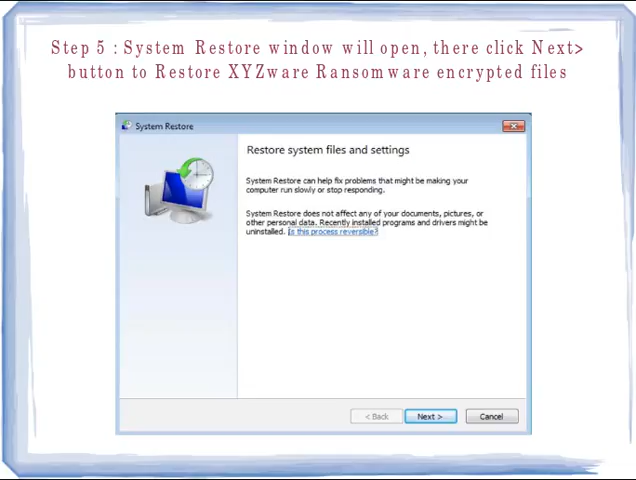 Step 5 : System Restore window will open, there click Next>
button to Restore XYZware Ransomware encrypted files
System Restore
Restore system files and settings
System Restore can help fix problems that might be making your
computer run slowly or stop responding.
System Restore does not affect any of your documents, pictures, or
other personal data. Recently installed programs and drivers might be
uninstalled. Is this process reversible?
< Back
Next >
Cancel